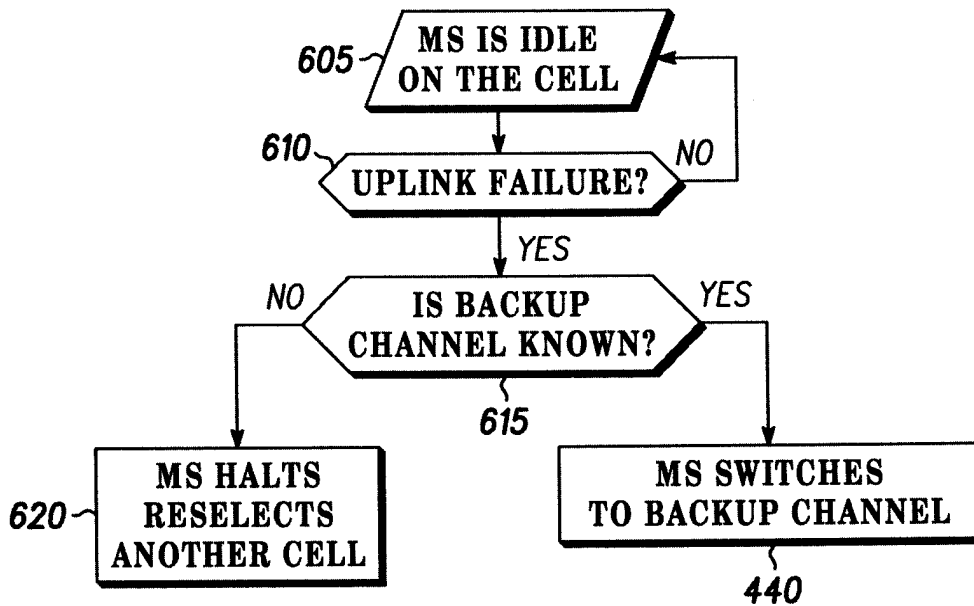 605
MS IS IDLE
ON THE CELL
610
UPLINK FAILURE?
NO
YES
NO
IS BACKUP
CHANNEL KNOWN?
YES
615
620
MS HALTS
RESELECTS
ANOTHER CELL
MS SWITCHES
TO BACKUP CHANNEL
440